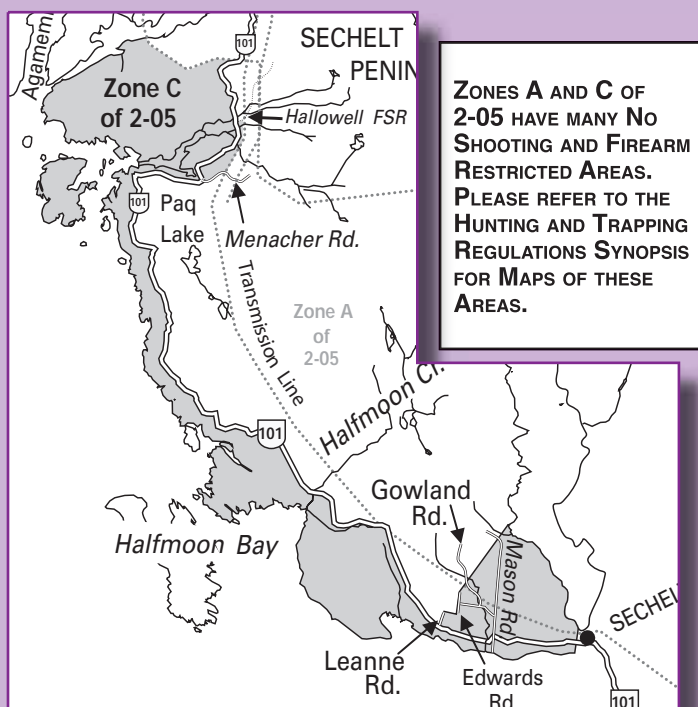 Agamem
101
SECHELT
PENIN
Zone C
of 2-05
Hallowell FSR
101
Paq
Lake
Menacher Rd.
Transmission Line
Zone A
of
2-05
ZONES A AND C OF
2-05 HAVE MANY NO
SHOOTING AND FIREARM
RESTRICTED AREAS.
PLEASE REFER TO THE
HUNTING AND TRAPPING
REGULATIONS SYNOPSIS
FOR MAPS OF THESE
AREAS.
Halfmoon Cr.
101
Gowland
Rd.
Halfmoon Bay
Mason Rd
SECHEL
Leanne
Rd.
Edwards
Rd
101